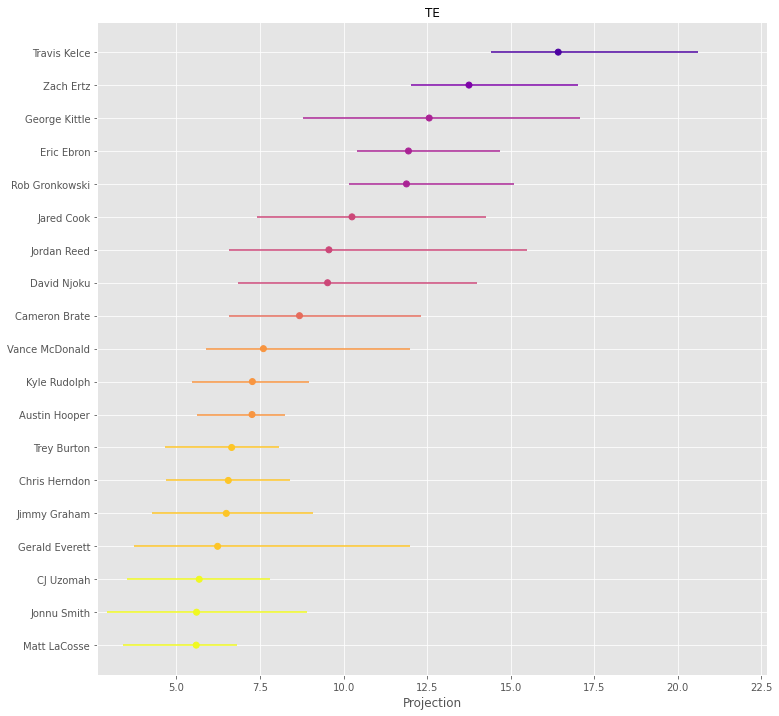 TE
Travis Kelce
Zach Ertz
George Kittle
Eric Ebron
Rob Gronkowski
Jared Cook
Jordan Reed
David Njoku
Cameron Brate
Vance McDonald
Kyle Rudolph
Austin Hooper
Trey Burton
Chris Herndon
Jimmy Graham
Gerald Everett
CJ Uzomah
Jonnu Smith
Matt LaCosse
5.0 7.5 10.0 12.5 15.0 17.5 20.0 22.5
Projection